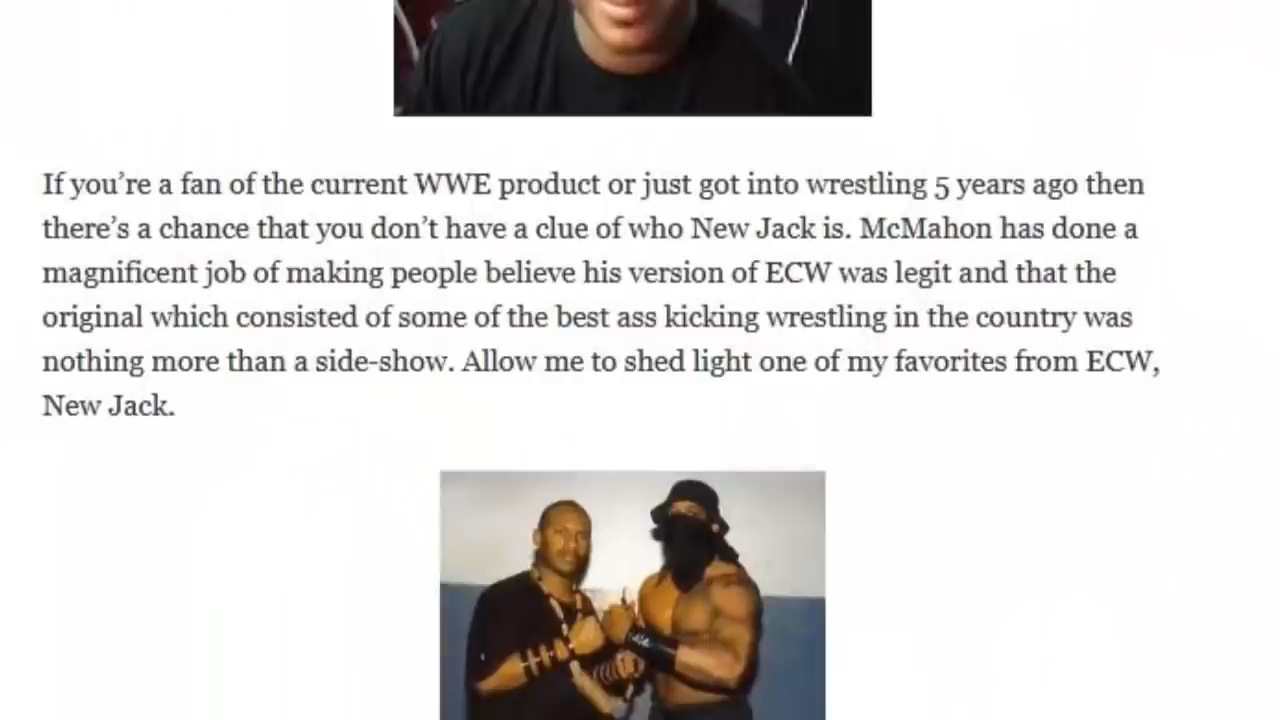 If you’re a fan of the current WWE product or just got into wrestling 5 years ago then
there’s a chance that you don’t have a clue of who New Jack is. McMahon has done a
magnificent job of making people believe his version of ECW was legit and that the
original which consisted of some of the best ass kicking wrestling in the country was
nothing more than a side-show. Allow me to shed light one of my favorites from ECW,
New Jack.